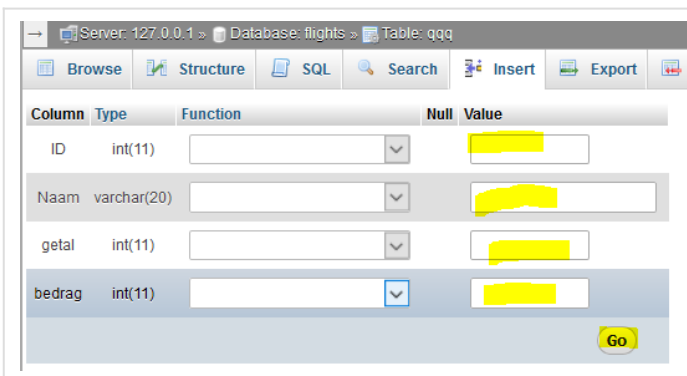 Server: 127.0.0.1 » Database: flights » Table: qqq
Browse Structure SQL Search Insert Export
Column Type Function Null Value
ID int(11)
Naam varchar(20)
getal int(11)
bedrag int(11)
Go